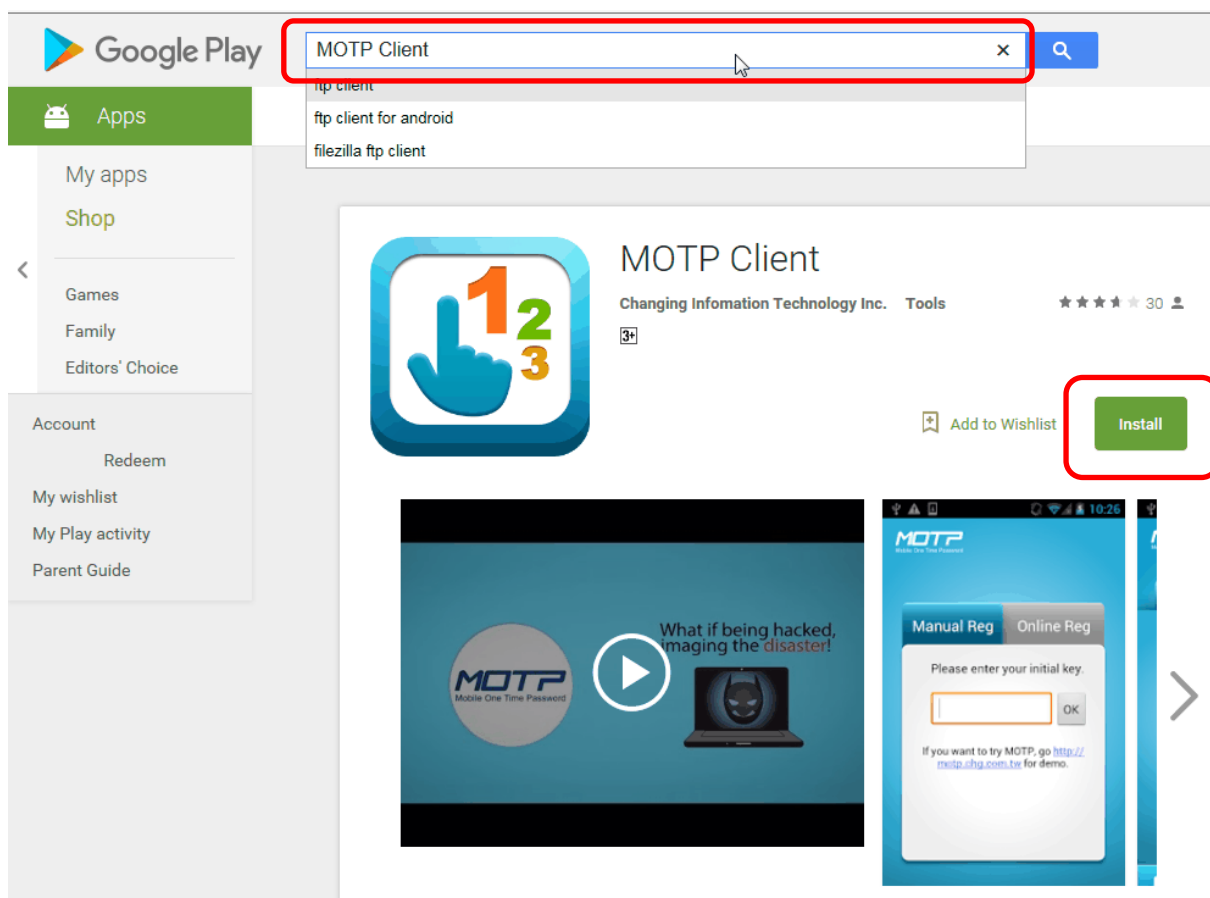 Google Play
MOTP Client
ftp client
ftp client for android
filezilla ftp client
Apps
My apps
Shop
Games
Family
Editors' Choice
Account
Redeem
My wishlist
My Play activity
Parent Guide
1
2
3
MOTP Client
Changing Infomation Technology Inc. Tools 30
3+
Add to Wishlist Install
MOTP
Mobile One Time Password
What if being hacked,
imaging the disaster!
10:26
MOTP
Mobile One Time Password
Manual Reg Online Reg
Please enter your initial key.
OK
If you want to try MOTP, go http://
motp.chg.com.tw for demo.